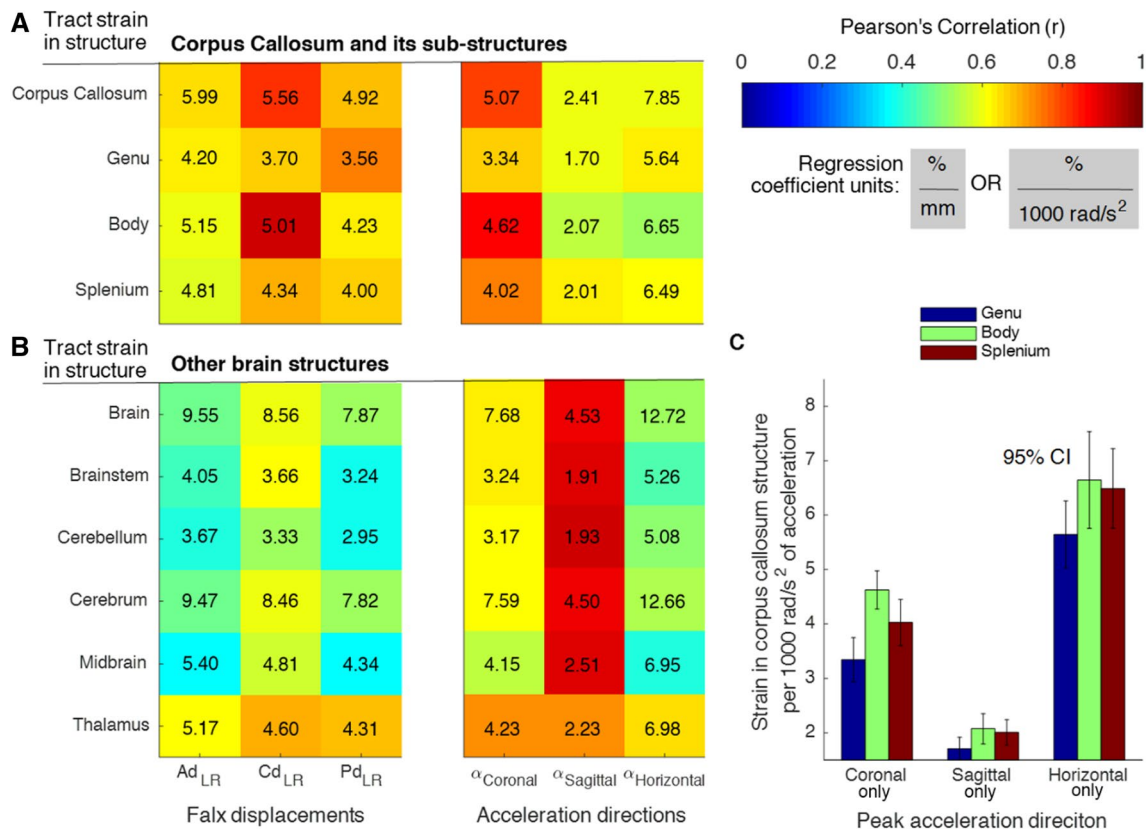 A
Tract strain
in structure
Corpus Callosum and its sub-structures
Corpus Callosum 5.99 5.56 4.92 5.07 2.41 7.85
Genu 4.20 3.70 3.56 3.34 1.70 5.64
Body 5.15 5.01 4.23 4.62 2.07 6.65
Splenium 4.81 4.34 4.00 4.02 2.01 6.49
Pearson's Correlation (r)
0 0.2 0.4 0.6 0.8 1
Regression
coefficient units:
%
mm
OR
%
1000 rad/s²
B
Tract strain
in structure
Other brain structures
Brain 9.55 8.56 7.87 7.68 4.53 12.72
Brainstem 4.05 3.66 3.24 3.24 1.91 5.26
Cerebellum 3.67 3.33 2.95 3.17 1.93 5.08
Cerebrum 9.47 8.46 7.82 7.59 4.50 12.66
Midbrain 5.40 4.81 4.34 4.15 2.51 6.95
Thalamus 5.17 4.60 4.31 4.23 2.23 6.98
Ad LR Cd LR Pd LR α Coronal α Sagittal α Horizontal
Falx displacements
Acceleration directions
C
Genu
Body
Splenium
Strain in corpus callosum structure
per 1000 rad/s² of acceleration
8
7
6
5
4
3
2
95% CI
Coronal
only
Sagittal
only
Horizontal
only
Peak acceleration direciton